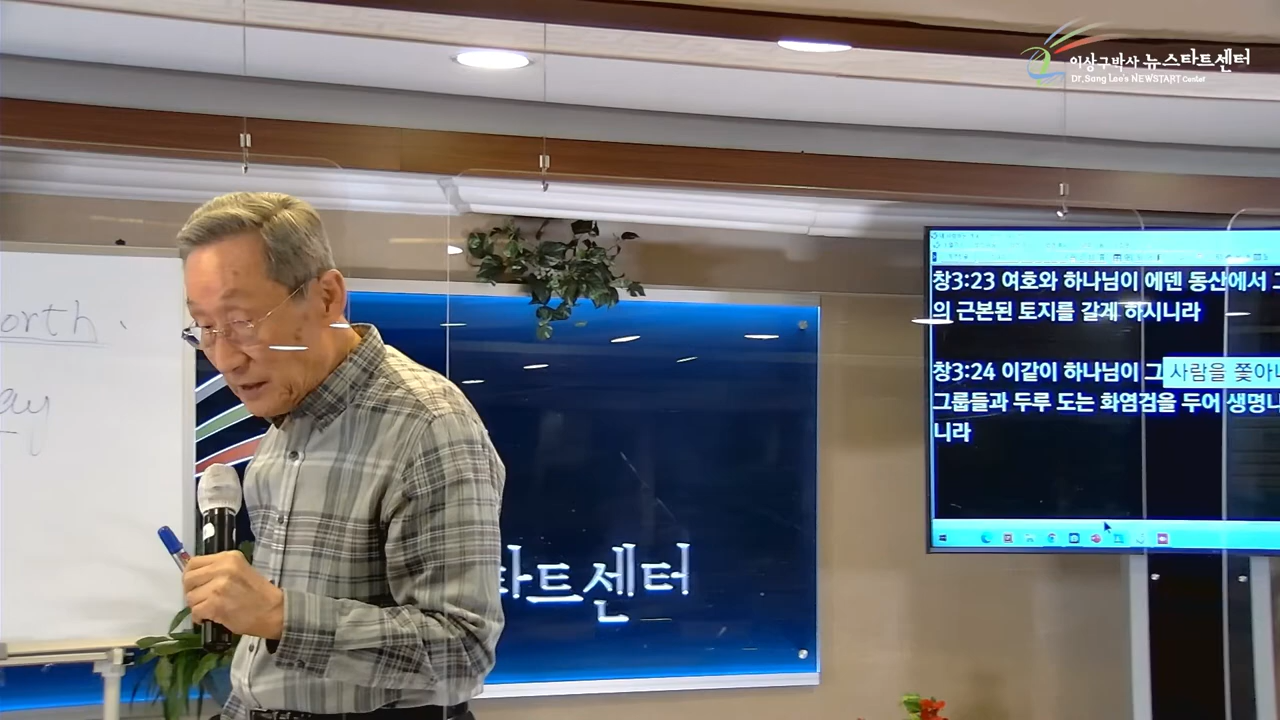 이상구박사 뉴스타트센터
Dr. Sang Lee's NEWSTART Center
orth.
ay
창3:23 여호와 하나님이 에덴 동산에서 그
의 근본된 토지를 갈게 하시니라
창3:24 이같이 하나님이 그 사람을 쫓아내
그룹들과 두루 도는 화염검을 두어 생명나
니라
타트센터